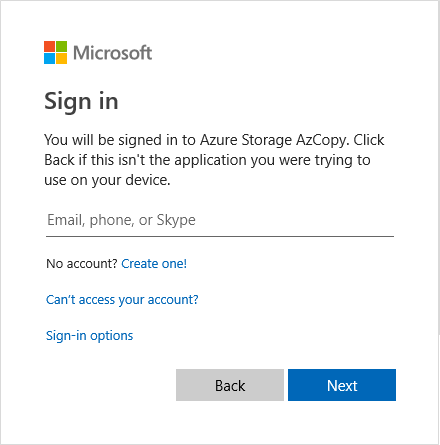 Microsoft
Sign in
You will be signed in to Azure Storage AzCopy. Click
Back if this isn't the application you were trying to
use on your device.
Email, phone, or Skype
No account? Create one!
Can't access your account?
Sign-in options
Back Next